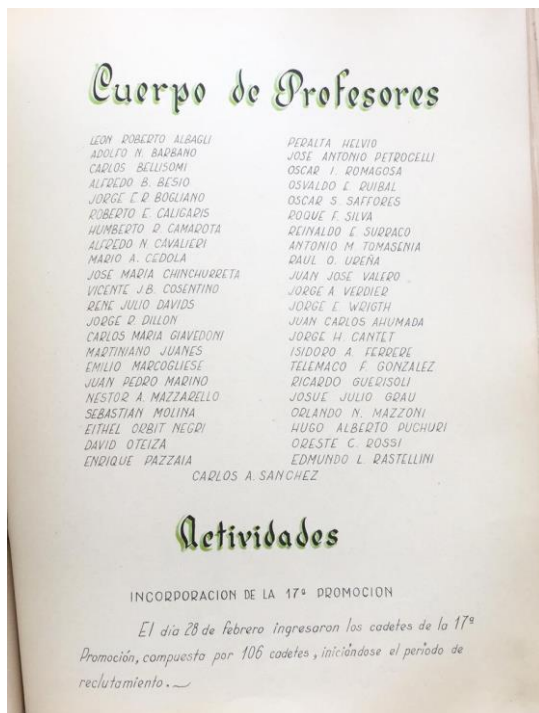 Cuerpo de Profesores
LEON ROBERTO ALBAGLI
ADOLFO N. BARBANO
CARLOS BELLISOMI
ALFREDO B. BESIO
JORGE E.R. BOGLIANO
ROBERTO E. CALIGARIS
HUMBERTO R. CAMAROTA
ALFREDO N. CAVALIERI
MARIO A. CEDOLA
JOSE MARIA CHINCHURRETA
VICENTE J.B. COSENTINO
RENE JULIO DAVIDS
JORGE R. DILLON
CARLOS MARIA GIAVEDONI
MARTINIANO JUANES
EMILIO MARCOGLIESE
JUAN PEDRO MARINO
NESTOR A. MAZZARELLO
SEBASTIAN MOLINA
EITHEL ORBIT NEGRI
DAVID OTEIZA
ENRIQUE PAZZAIA
PERALTA HELVIO
JOSE ANTONIO PETROCELLI
OSCAR I. ROMAGOSA
OSVALDO E. RUIBAL
OSCAR S. SAFFORES
ROQUE F. SILVA
REINALDO E. SURRACO
ANTONIO M TOMASENIA
RAUL O. UREÑA
JUAN JOSE VALERO
JORGE A VERDIER
JORGE E. WRIGTH
JUAN CARLOS AHUMADA
JORGE H. CANTET
ISIDORO A. FERRERE
TELEMACO F. GONZALEZ
RICARDO GUERISOLI
JOSUE JULIO GRAU
ORLANDO N. MAZZONI
HUGO ALBERTO PUCHURI
ORESTE C. ROSSI
EDMUNDO L. RASTELLINI
CARLOS A. SANCHEZ
Actividades
INCORPORACION DE LA 17ª PROMOCION
El día 28 de febrero ingresaron los cadetes de la 17ª
Promoción, compuesta por 106 cadetes, iniciándose el período de
reclutamiento.